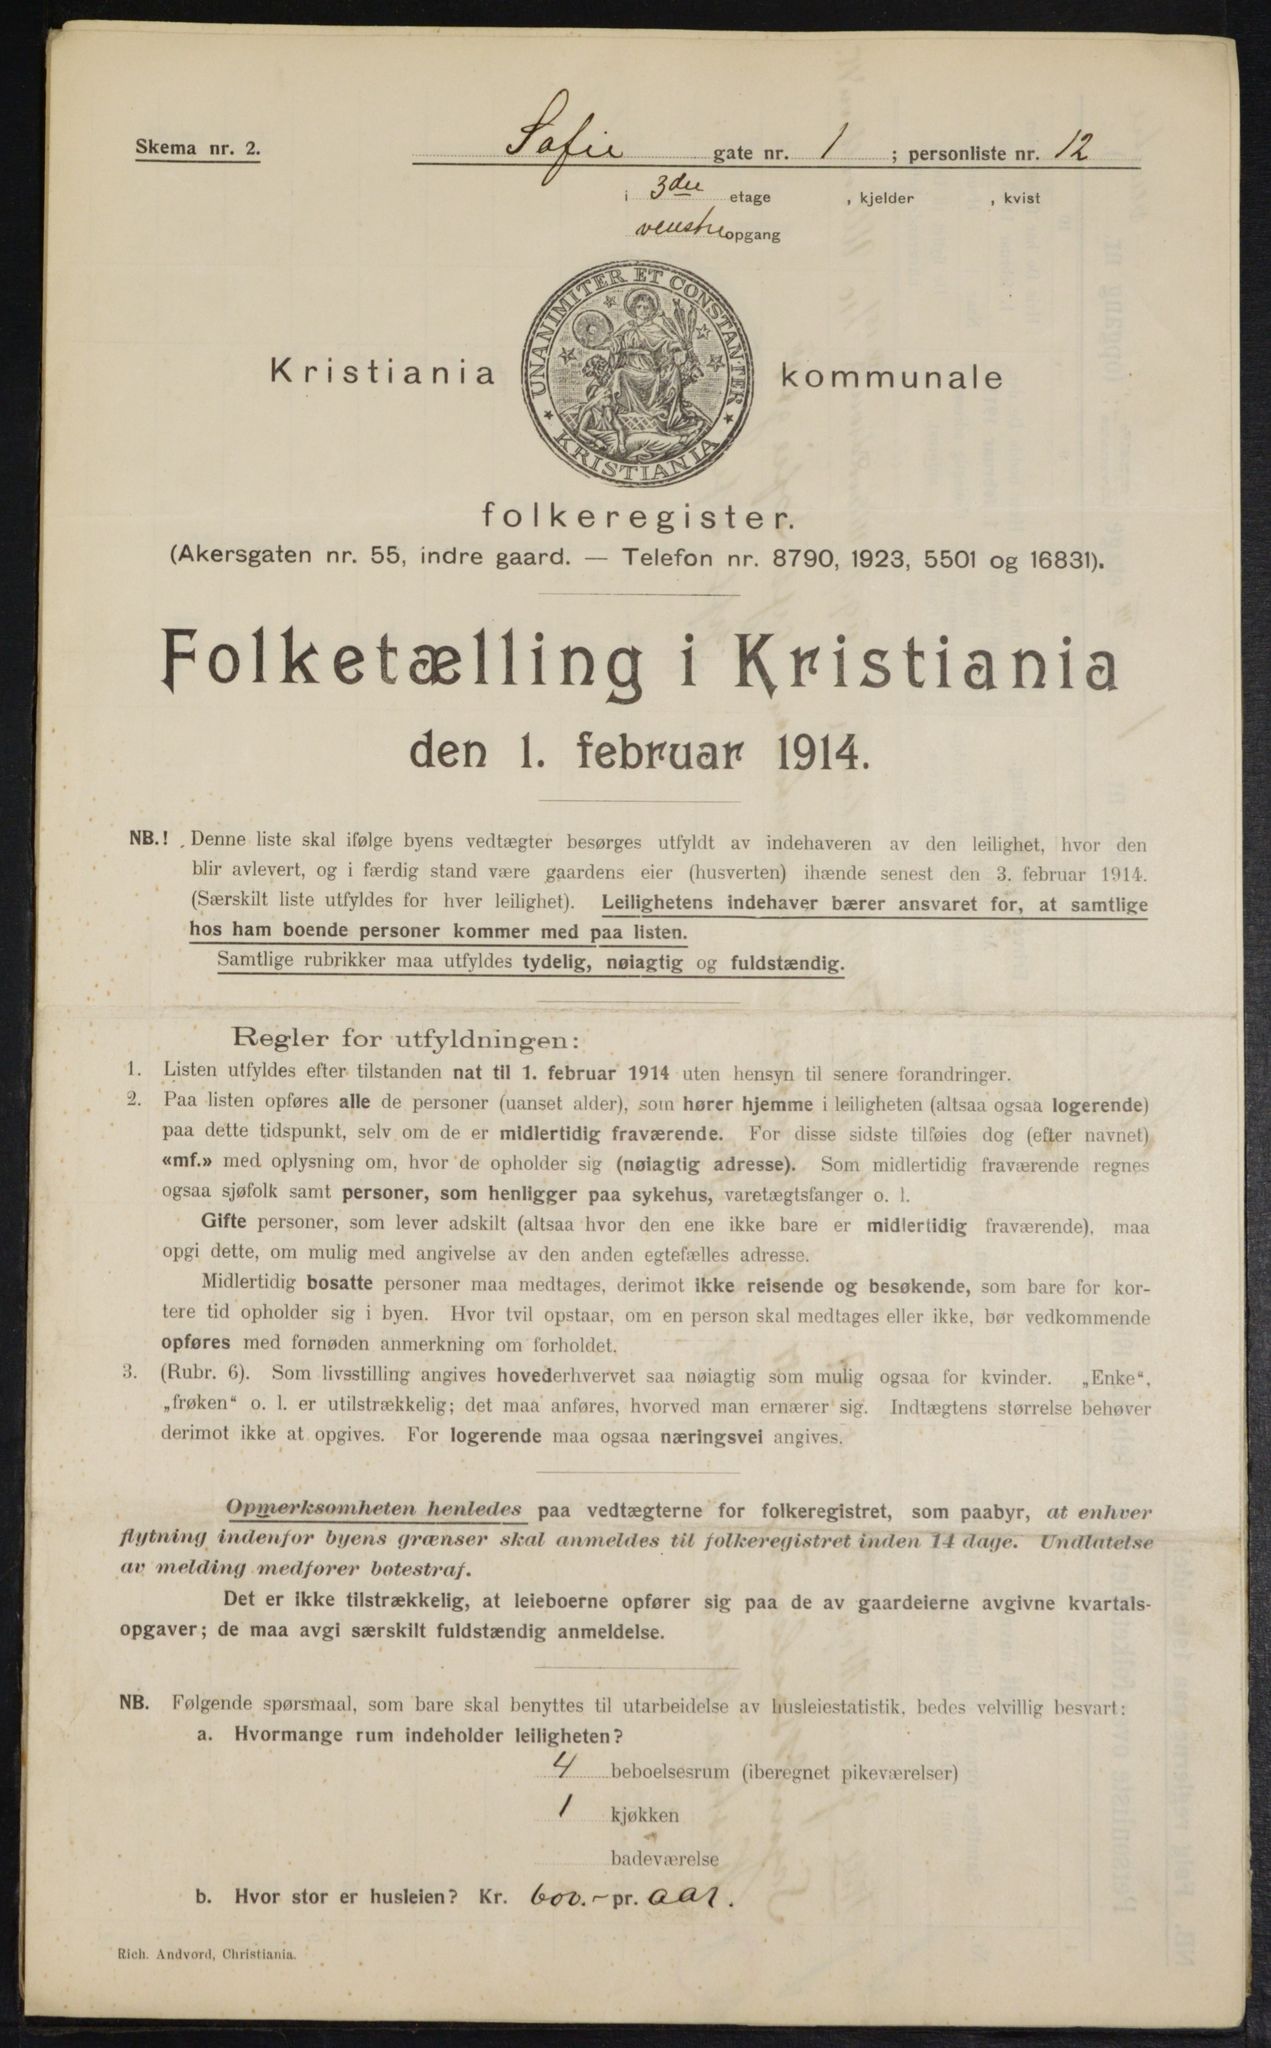 Skema nr. 2. Sofie gate nr. 1 ; personliste nr. 12
i 3die etage , kjelder , kvist
venstre opgang
UNANIMITER ET CONSTANTER
KRISTIANIA
Kristiania kommunale
folkeregister.
(Akersgaten nr. 55, indre gaard. — Telefon nr. 8790, 1923, 5501 og 16831).
Folketælling i Kristiania
den 1. februar 1914.
NB.! Denne liste skal ifølge byens vedtægter besørges utfyldt av indehaveren av den leilighet, hvor den
blir avlevert, og i færdig stand være gaardens eier (husverten) ihænde senest den 3. februar 1914.
(Særskilt liste utfyldes for hver leilighet). Leilighetens indehaver bærer ansvaret for, at samtlige
hos ham boende personer kommer med paa listen.
Samtlige rubrikker maa utfyldes tydelig, nøiagtig og fuldstændig.
Regler for utfyldningen:
1. Listen utfyldes efter tilstanden nat til 1. februar 1914 uten hensyn til senere forandringer.
2. Paa listen opføres alle de personer (uanset alder), som hører hjemme i leiligheten (altsaa ogsaa logerende)
paa dette tidspunkt, selv om de er midlertidig fraværende. For disse sidste tilføies dog (efter navnet)
«mf.» med oplysning om, hvor de opholder sig (nøiagtig adresse). Som midlertidig fraværende regnes
ogsaa sjøfolk samt personer, som henligger paa sykehus, varetægtsfanger o. l.
Gifte personer, som lever adskilt (altsaa hvor den ene ikke bare er midlertidig fraværende), maa
opgi dette, om mulig med angivelse av den anden egtefælles adresse.
Midlertidig bosatte personer maa medtages, derimot ikke reisende og besøkende, som bare for kor-
tere tid opholder sig i byen. Hvor tvil opstaar, om en person skal medtages eller ikke, bør vedkommende
opføres med fornøden anmerkning om forholdet.
3. (Rubr. 6). Som livsstilling angives hovederhvervet saa nøiagtig som mulig ogsaa for kvinder. „Enke",
„frøken" o. l. er utilstrækkelig; det maa anføres, hvorved man ernærer sig. Indtægtens størrelse behøver
derimot ikke at opgives. For logerende maa ogsaa næringsvei angives.
Opmerksomheten henledes paa vedtægterne for folkeregistret, som paabyr, at enhver
flytning indenfor byens grænser skal anmeldes til folkeregistret inden 14 dage. Undlatelse
av melding medfører bøtestraf.
Det er ikke tilstrækkelig, at leieboerne opfører sig paa de av gaardeierne avgivne kvartals-
opgaver; de maa avgi særskilt fuldstændig anmeldelse.
NB. Følgende spørsmaal, som bare skal benyttes til utarbeidelse av husleiestatistik, bedes velvillig besvart:
a. Hvormange rum indeholder leiligheten?
4 beboelsesrum (iberegnet pikeværelser)
1 kjøkken
badeværelse
b. Hvor stor er husleien? Kr. 600.- pr. aar.
Rich. Andvord, Christiania.